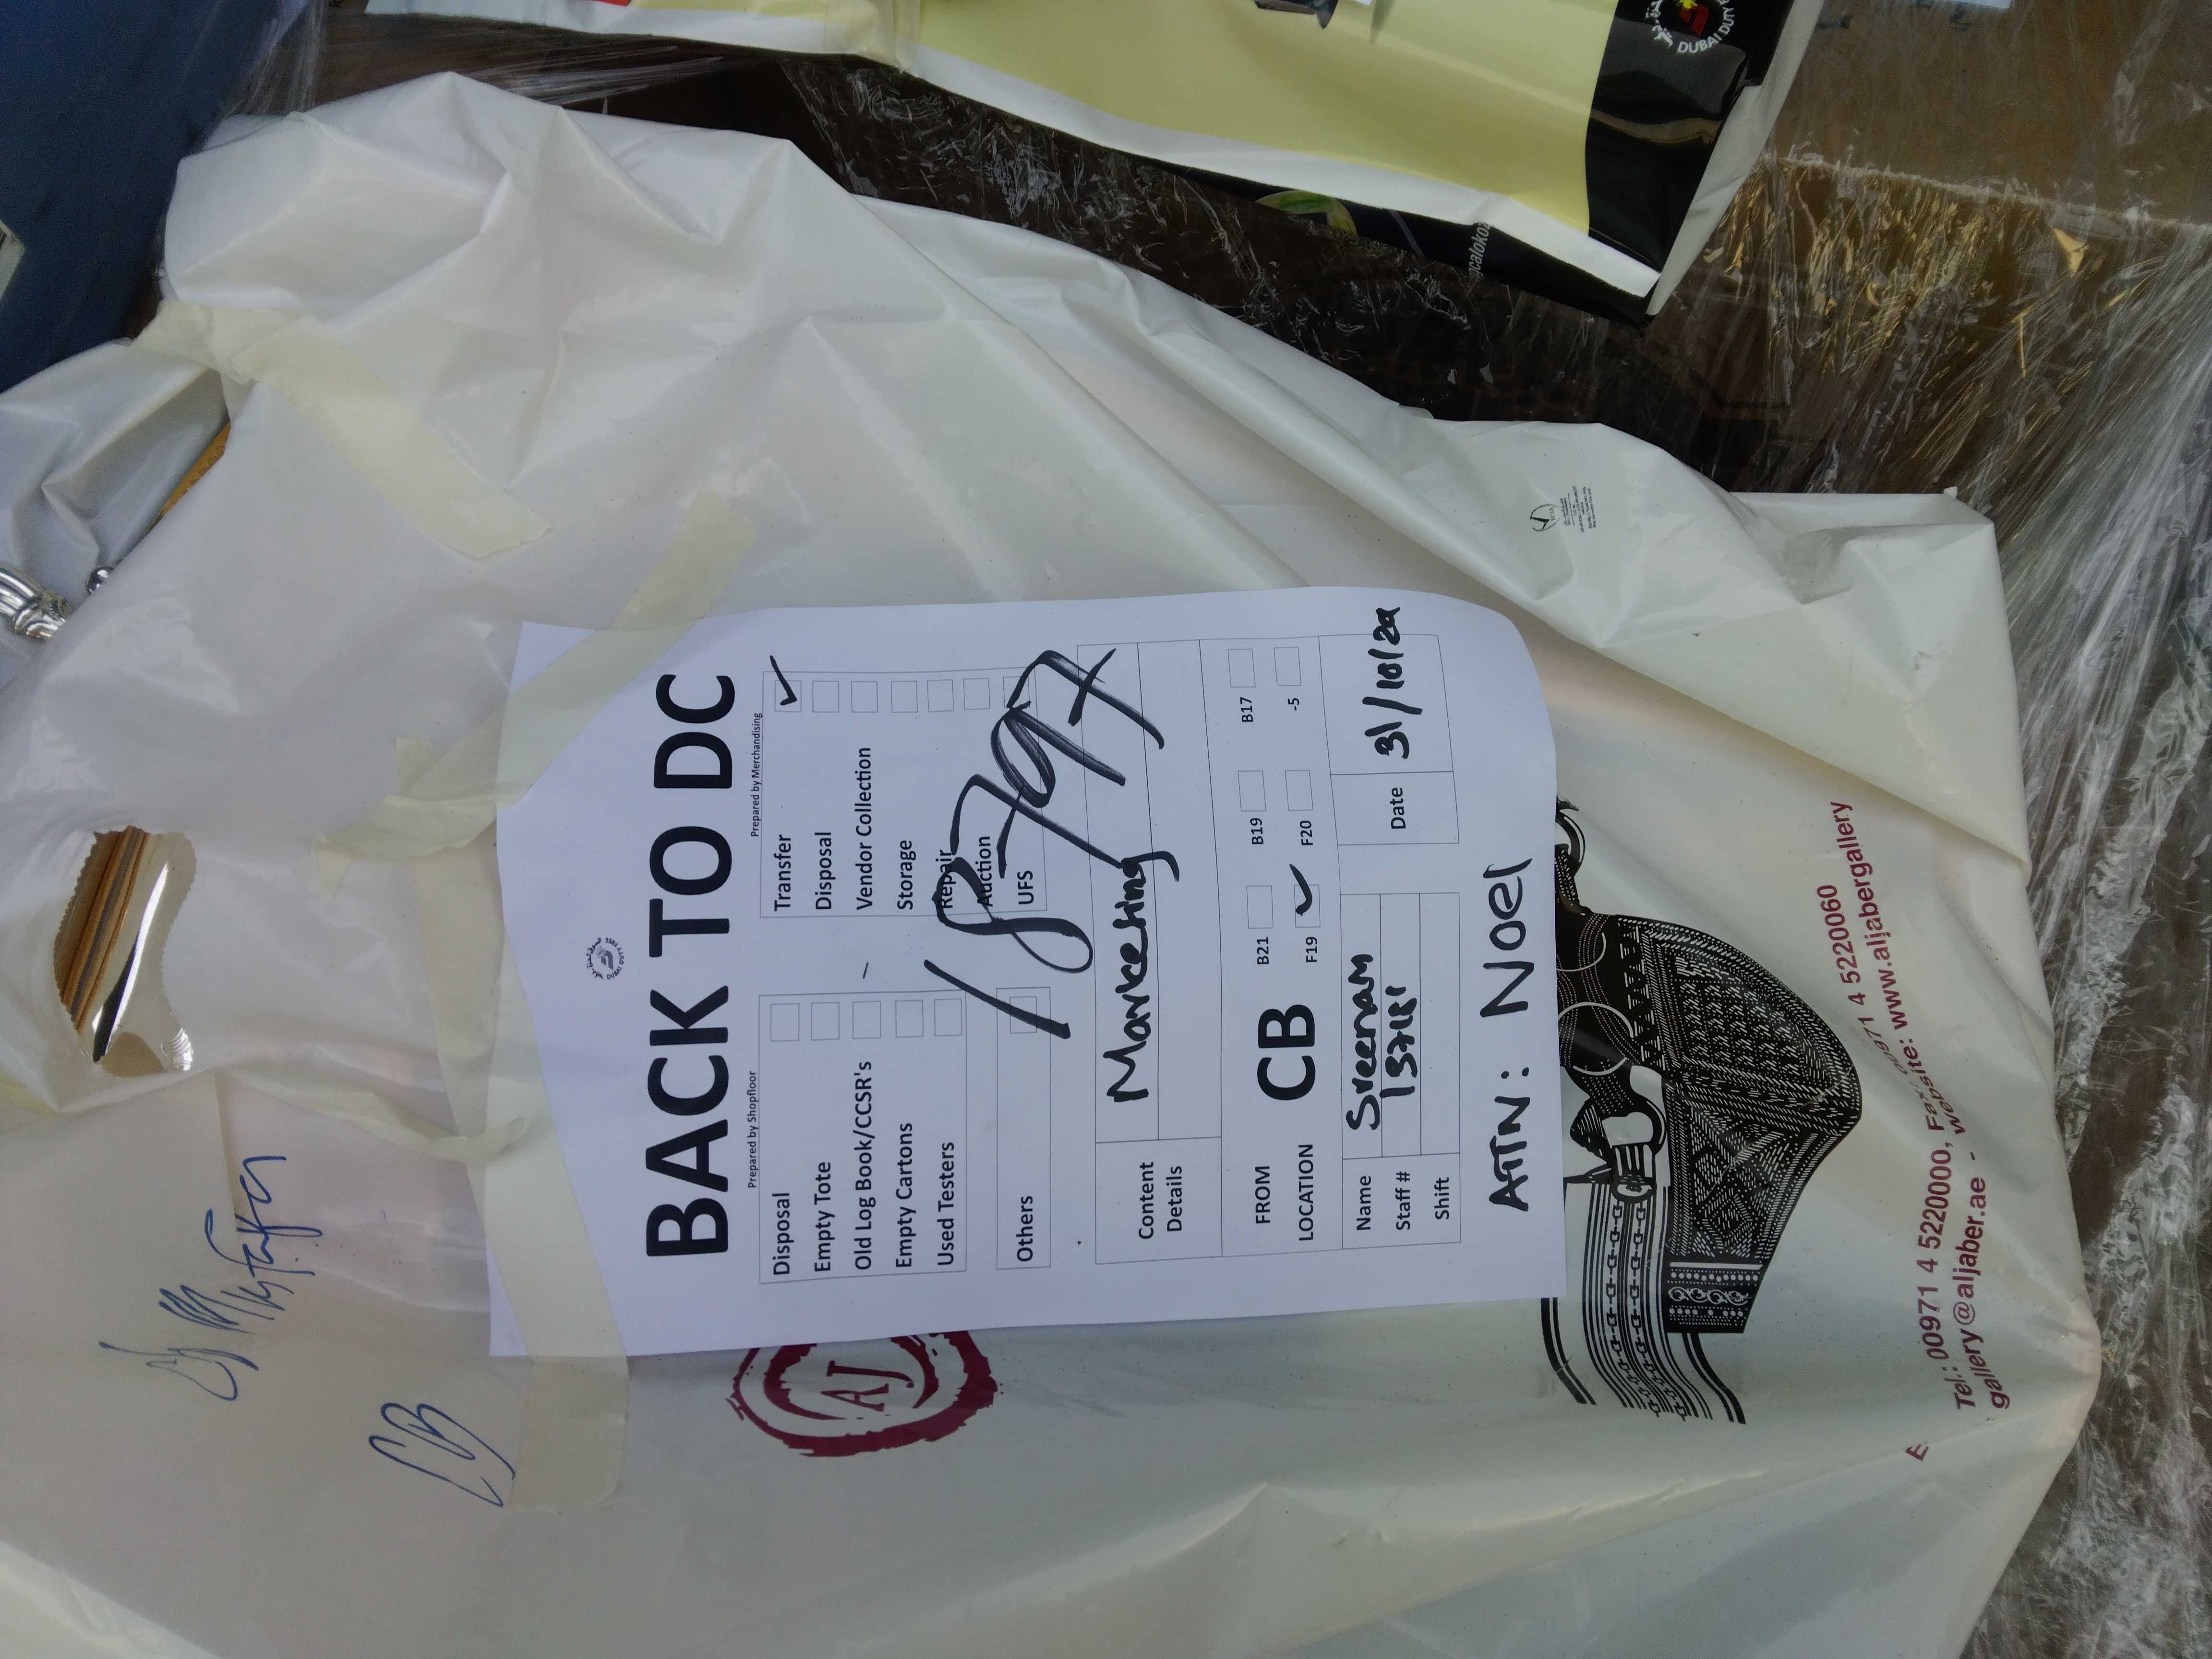 DUBAI DUTY
BACK TO DC
Prepared by Shopfloor
Prepared by Merchandising
Disposal
Empty Tote
Old Log Book/CCSR's
Empty Cartons
Used Testers
Others
Transfer ✓
Disposal
Vendor Collection
Storage
Repair
Auction
UFS
18797
Content Details Marketing
FROM LOCATION CB
B21 B19 B17
F19 ✓ F20 -5
Name Sreenam
Staff #
Shift
Date 31/10/20
ATTN: Noel
CB
AJ
Tel.: 00971 4 5220000, Fax: 00971 4 5220060
gallery@aljaber.ae - website: www.aljabergallery